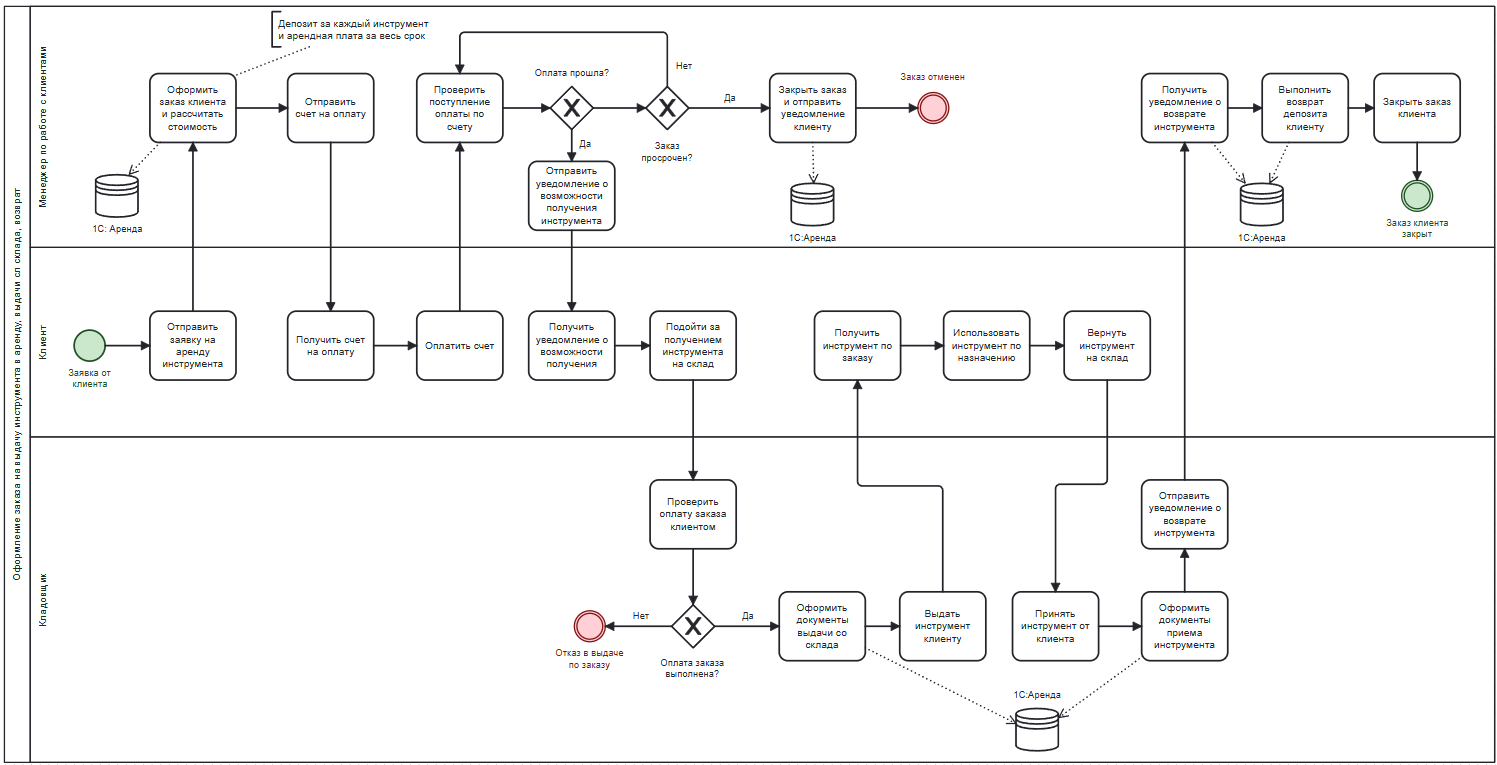 Оформление заказа на выдачу инструмента в аренду, выдачи сл склада, возврат
Менеджер по работе с клиентами
Депозит за каждый инструмент
и арендная плата за весь срок
Оформить
заказ клиента
и рассчитать
стоимость
Отправить
счет на оплату
Проверить
поступление
оплаты по
счету
Оплата прошла?
Да
Нет
Заказ
просрочен?
Да
Закрыть заказ
и отправить
уведомление
клиенту
Заказ отменен
Получить
уведомление о
возврате
инструмента
Выполнить
возврат
депозита
клиенту
Закрыть заказ
клиента
1С: Аренда
Отправить
уведомление о
возможности
получения
инструмента
1С:Аренда
1С:Аренда
Заказ клиента
закрыт
Клиент
Заявка от
клиента
Отправить
заявку на
аренду
инструмента
Получить счет
на оплату
Оплатить счет
Получить
уведомление о
возможности
получения
Подойти за
получением
инструмента
на склад
Получить
инструмент по
заказу
Использовать
инструмент по
назначению
Вернуть
инструмент
на склад
Кладовщик
Проверить
оплату заказа
клиентом
Отправить
уведомление о
возврате
инструмента
Отказ в выдаче
по заказу
Нет
Да
Оплата заказа
выполнена?
Оформить
документы
выдачи со
склада
Выдать
инструмент
клиенту
Принять
инструмент от
клиента
Оформить
документы
приема
инструмента
1С:Аренда